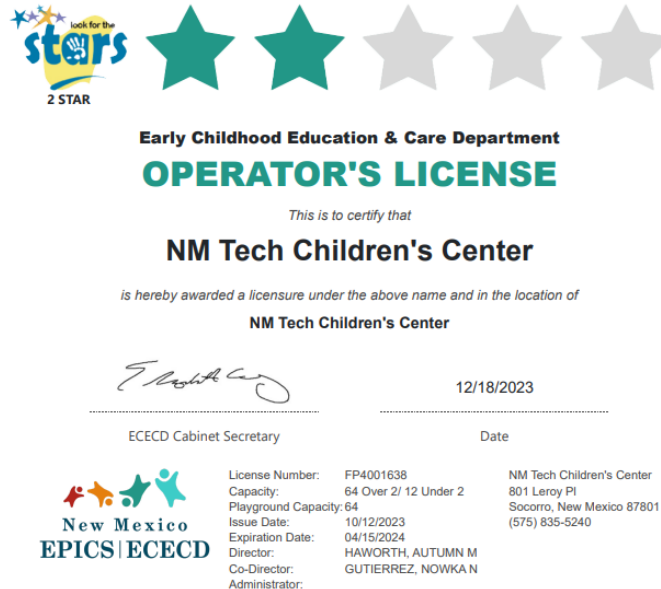 look for the
stars
2 STAR
Early Childhood Education & Care Department
OPERATOR'S LICENSE
This is to certify that
NM Tech Children's Center
is hereby awarded a licensure under the above name and in the location of
NM Tech Children's Center
12/18/2023
ECECD Cabinet Secretary
Date
New Mexico
EPICS|ECECD
License Number: FP4001638
Capacity: 64 Over 2/ 12 Under 2
Playground Capacity: 64
Issue Date: 10/12/2023
Expiration Date: 04/15/2024
Director: HAWORTH, AUTUMN M
Co-Director: GUTIERREZ, NOWKA N
Administrator:
NM Tech Children's Center
801 Leroy Pl
Socorro, New Mexico 87801
(575) 835-5240